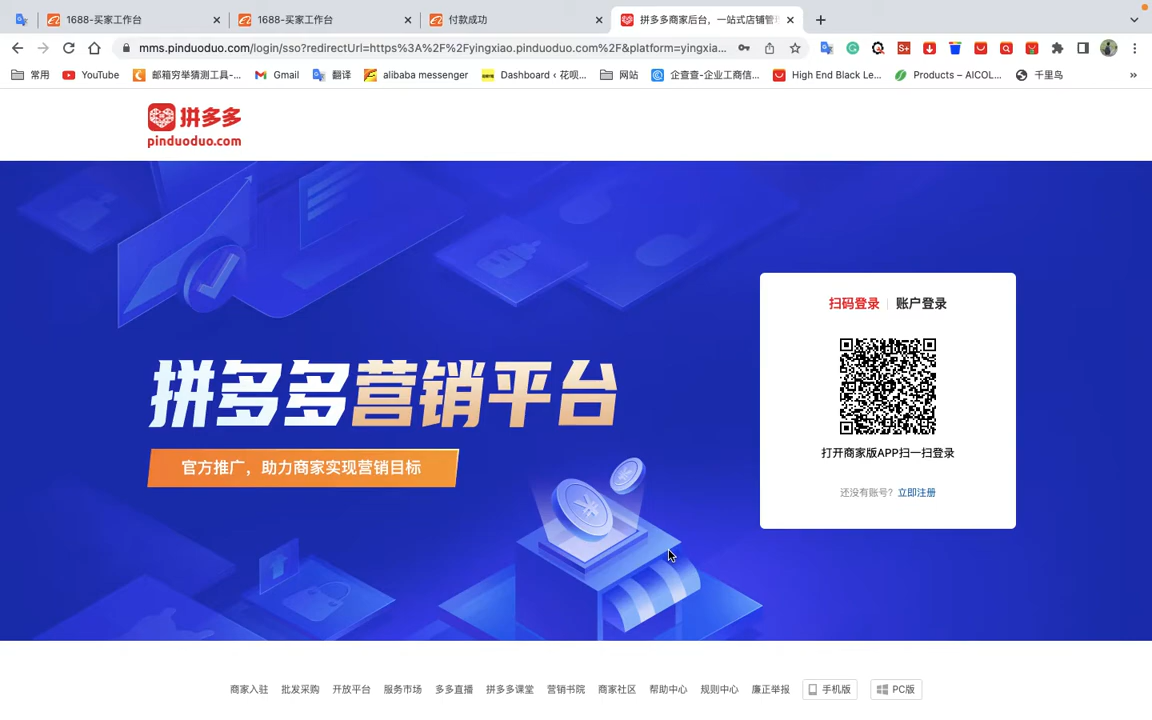 1688-买家工作台
1688-买家工作台
付款成功
拼多多商家后台，一站式店铺管
mms.pinduoduo.com/login/sso?redirectUrl=https%3A%2F%2Fyingxiao.pinduoduo.com%2F&platform=yingxia...
常用
YouTube
邮箱穷举猜测工具-...
Gmail
翻译
alibaba messenger
Dashboard ‹ 花呗...
网站
企查查-企业工商信...
High End Black Le...
Products – AICOL...
千里鸟
»
拼多多
pinduoduo.com
拼多多营销平台
官方推广，助力商家实现营销目标
扫码登录
账户登录
打开商家版APP扫一扫登录
还没有账号? 立即注册
商家入驻 批发采购 开放平台 服务市场 多多直播 拼多多课堂 营销书院 商家社区 帮助中心 规则中心 廉正举报 手机版 PC版